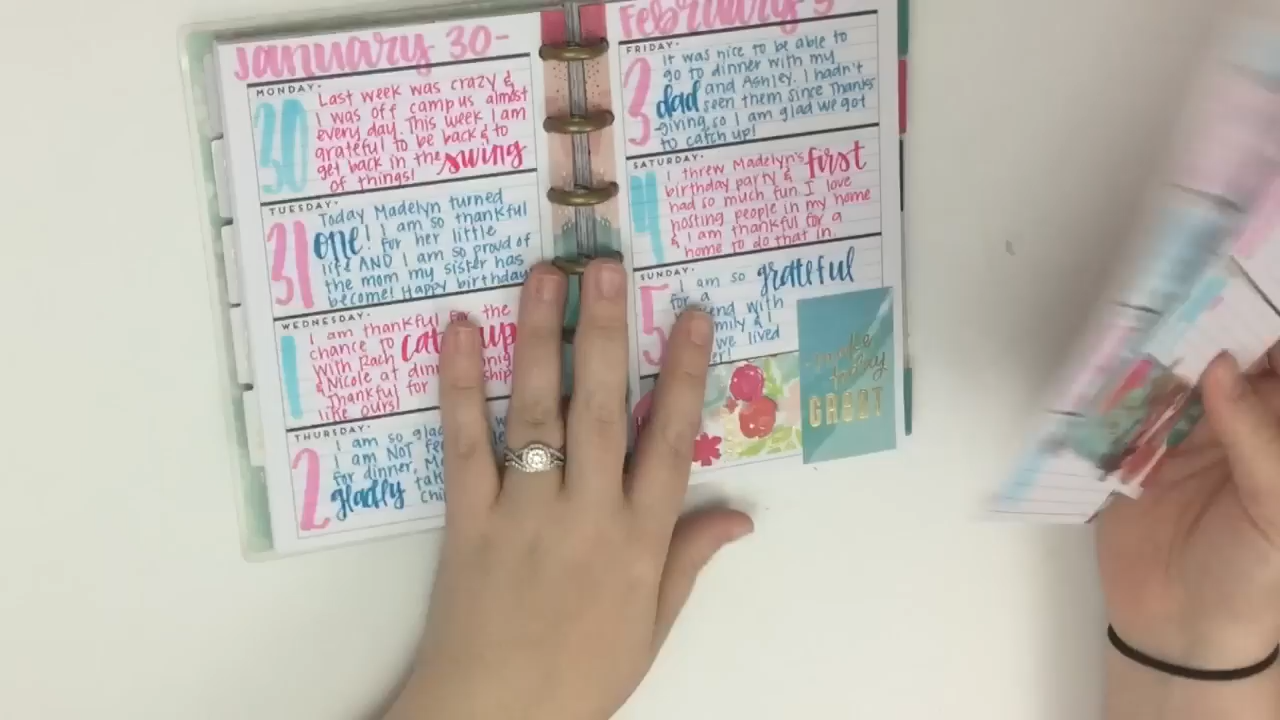 January 30-
MONDAY.
30
Last week was crazy &
I was off campus almost
every day. This week I am
grateful to be back & to
get back in the swing
of things!
TUESDAY.
31
Today Madelyn turned
one! I am so thankful
for her little
life AND I am so proud of
the mom my sister has
become! Happy birthday
WEDNESDAY.
1
I am thankful for the
chance to
with Rach
& Nicole at
Thankful for
like ours!
THURSDAY.
2
I am so
I am NOT
for dinner.
gladly
February 5
FRIDAY.
3
It was nice to be able to
go to dinner with my
dad and Ashley. I hadn't
seen them since Thanks
-giving so I am glad we got
to catch up!
SATURDAY.
4
I threw Madelyn's first
birthday party &
had so much fun I love
hosting people in my home
& I am thankful for a
home to do that in.
SUNDAY.
5
I am so grateful
for a
with
&
we lived
make
today
GREAT